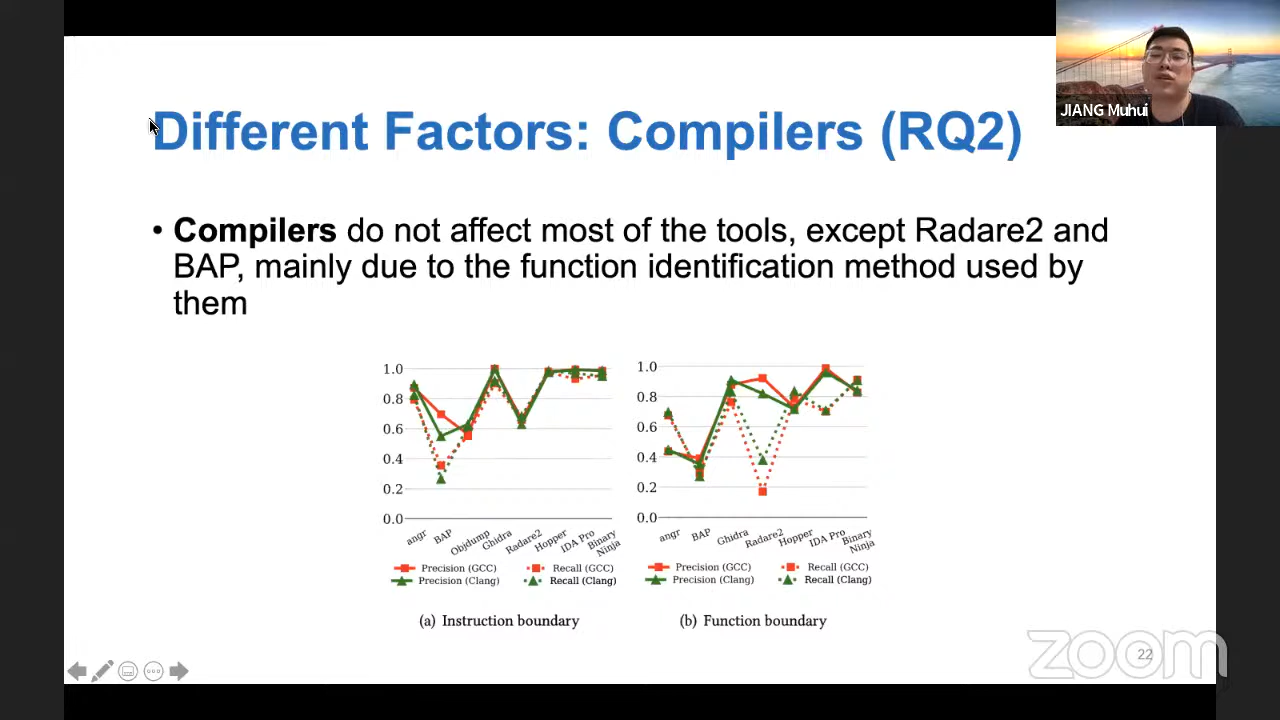 JIANG Muhui
Different Factors: Compilers (RQ2)
• Compilers do not affect most of the tools, except Radare2 and
BAP, mainly due to the function identification method used by
them
1.0
0.8
0.6
0.4
0.2
0.0
angr
BAP
Objdump
Ghidra
Radare2
Hopper
IDA Pro
Binary
Ninja
Precision (GCC)
Recall (GCC)
Precision (Clang)
Recall (Clang)
(a) Instruction boundary
1.0
0.8
0.6
0.4
0.2
0.0
angr
BAP
Ghidra
Radare2
Hopper
IDA Pro
Binary
Ninja
Precision (GCC)
Recall (GCC)
Precision (Clang)
Recall (Clang)
(b) Function boundary
zoom
22